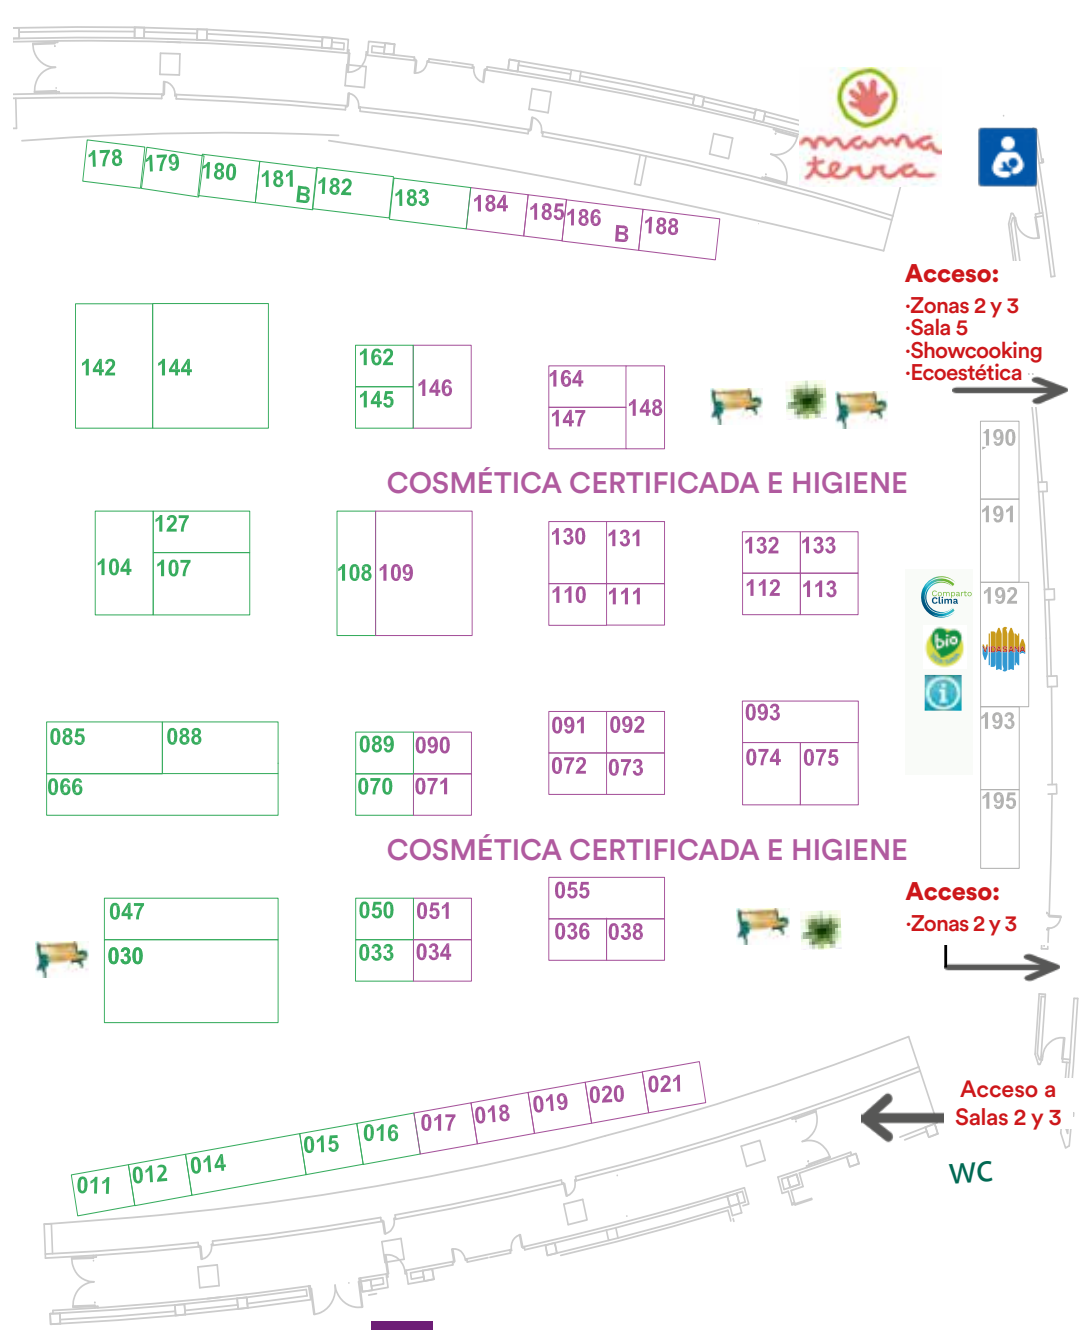 mama
terra
178 179 180 181 B 182 183 184 185 186 B 188
Acceso:
·Zonas 2 y 3
·Sala 5
·Showcooking
·Ecoestética
142 144
162 145 146
164 147 148
190
191
192
193
195
COSMÉTICA CERTIFICADA E HIGIENE
104 127 107
108 109
130 131 110 111
132 133 112 113
Comparto
Clima
bio
VIDASANA
i
085 088 066
089 090 070 071
091 092 072 073
093 074 075
COSMÉTICA CERTIFICADA E HIGIENE
Acceso:
·Zonas 2 y 3
047 030
050 051 033 034
055 036 038
011 012 014 015 016 017 018 019 020 021
Acceso a
Salas 2 y 3
WC